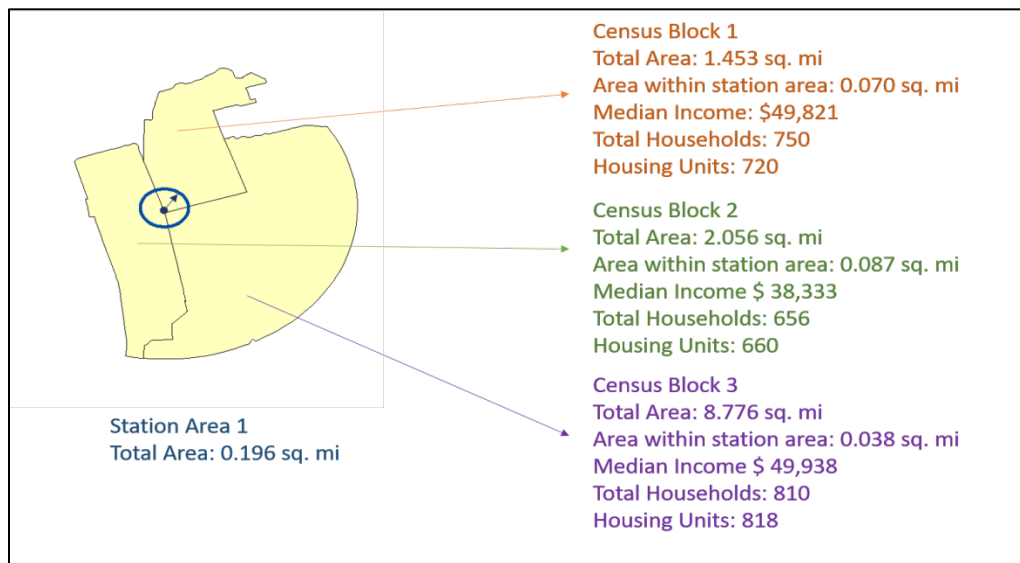 Census Block 1
Total Area: 1.453 sq. mi
Area within station area: 0.070 sq. mi
Median Income: $49,821
Total Households: 750
Housing Units: 720
Census Block 2
Total Area: 2.056 sq. mi
Area within station area: 0.087 sq. mi
Median Income $ 38,333
Total Households: 656
Housing Units: 660
Census Block 3
Total Area: 8.776 sq. mi
Area within station area: 0.038 sq. mi
Median Income $ 49,938
Total Households: 810
Housing Units: 818
Station Area 1
Total Area: 0.196 sq. mi